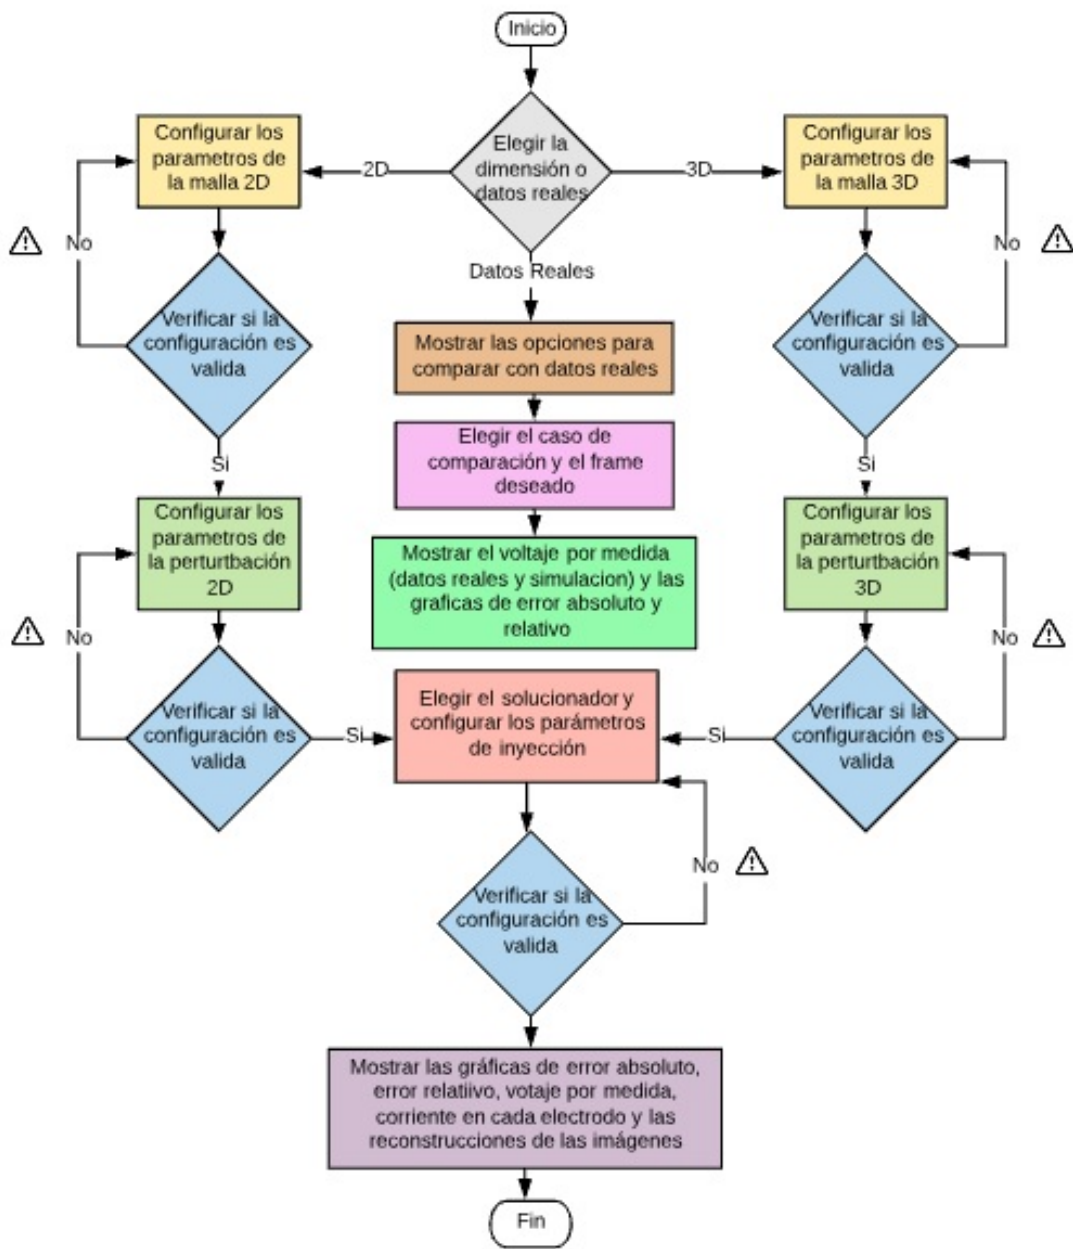 Inicio
Elegir la
dimensión o
datos reales
2D
3D
Datos Reales
Configurar los
parametros de
la malla 2D
No
Verificar si la
configuración es
valida
Si
Configurar los
parametros de
la perturtbación
2D
No
Verificar si la
configuración es
valida
Si
Mostrar las opciones para
comparar con datos reales
Elegir el caso de
comparación y el frame
deseado
Mostrar el voltaje por medida
(datos reales y simulacion) y las
graficas de error absoluto y
relativo
Configurar los
parametros de
la malla 3D
No
Verificar si la
configuración es
valida
Si
Configurar los
parametros de
la perturtbación
3D
No
Verificar si la
configuración es
valida
Si
Elegir el solucionador y
configurar los parámetros
de inyección
No
Verificar si la
configuración es
valida
Mostrar las gráficas de error absoluto,
error relatiivo, votaje por medida,
corriente en cada electrodo y las
reconstrucciones de las imágenes
Fin